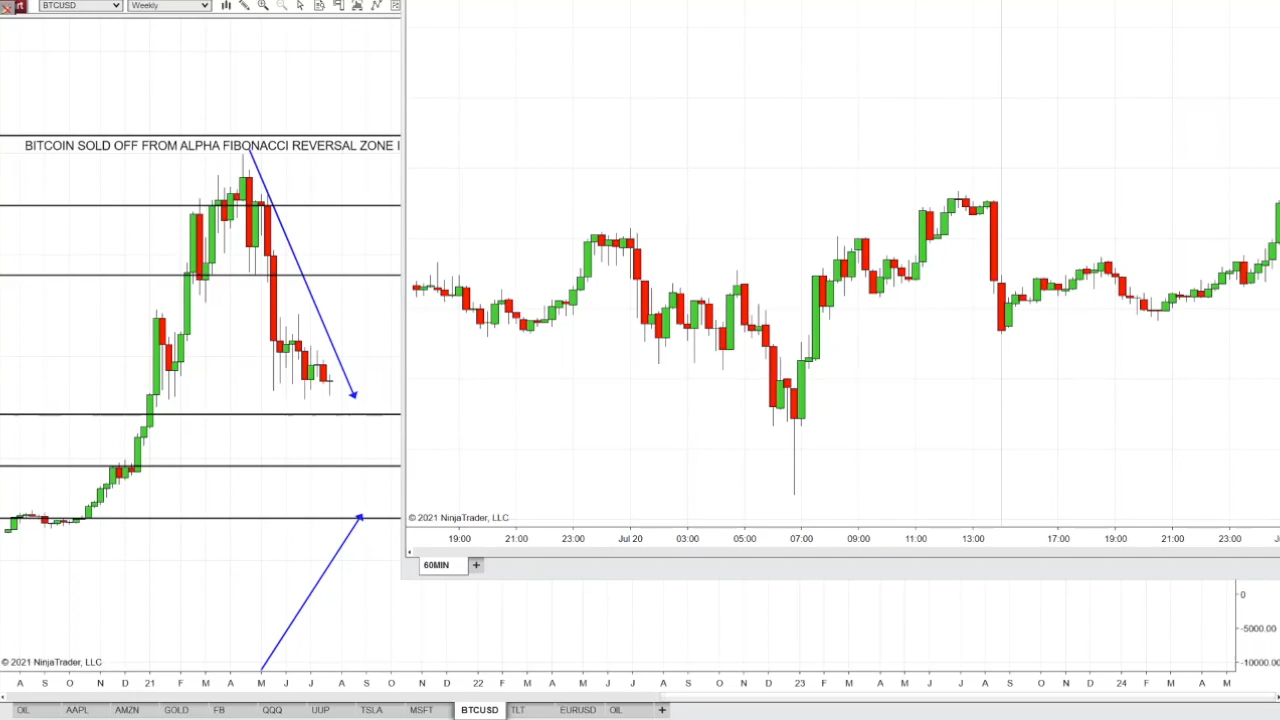 rt BTCUSD Weekly
BITCOIN SOLD OFF FROM ALPHA FIBONACCI REVERSAL ZONE I
© 2021 NinjaTrader, LLC
19:00 21:00 23:00 Jul 20 03:00 05:00 07:00 09:00 11:00 13:00 17:00 19:00 21:00 23:00
60MIN +
0
-5000.00
-10000.00
© 2021 NinjaTrader, LLC
A S O N D 21 F M A M J J A S O N D 22 F M A M J J A S O N D 23 F M A M J J A S O N D 24 F M A M
OIL AAPL AMZN GOLD FB QQQ UUP TSLA MSFT BTCUSD TLT EURUSD OIL +